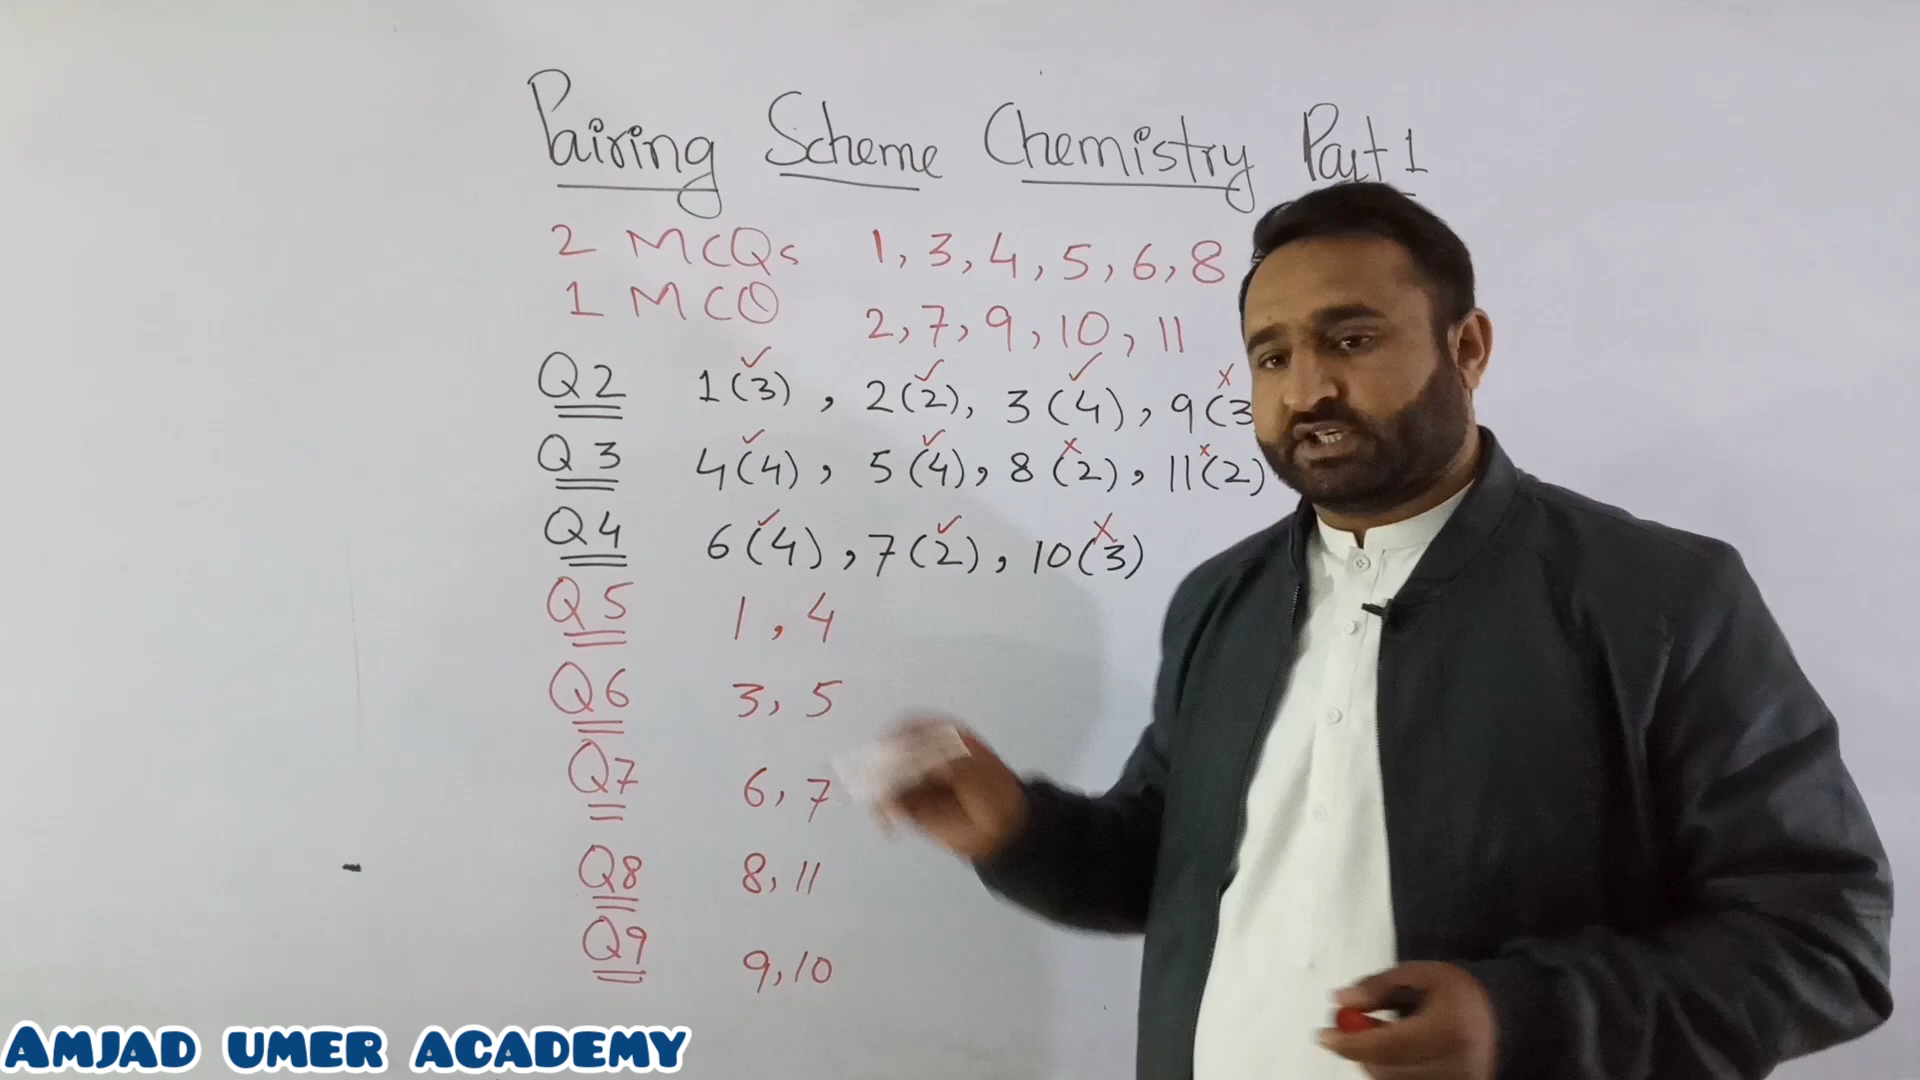 Pairing Scheme Chemistry Part 1
2 MCQs 1, 3, 4, 5, 6, 8
1 MCQ 2, 7, 9, 10, 11
Q2 1(3), 2(2), 3(4), 9(3
Q3 4(4), 5(4), 8(2), 11(2)
Q4 6(4), 7(2), 10(3)
Q5 1, 4
Q6 3, 5
Q7 6, 7
Q8 8, 11
Q9 9, 10
AMJAD UMER ACADEMY